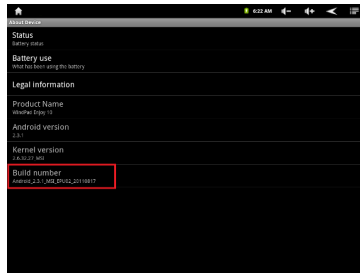 6:22 AM
About Device
Status
Battery status
Battery use
What has been using the battery
Legal information
Product Name
WindPad Enjoy 10
Android version
2.3.1
Kernel version
2.6.32.27_MSI
Build number
Android_2.3.1_MSI_EPU02_20110817